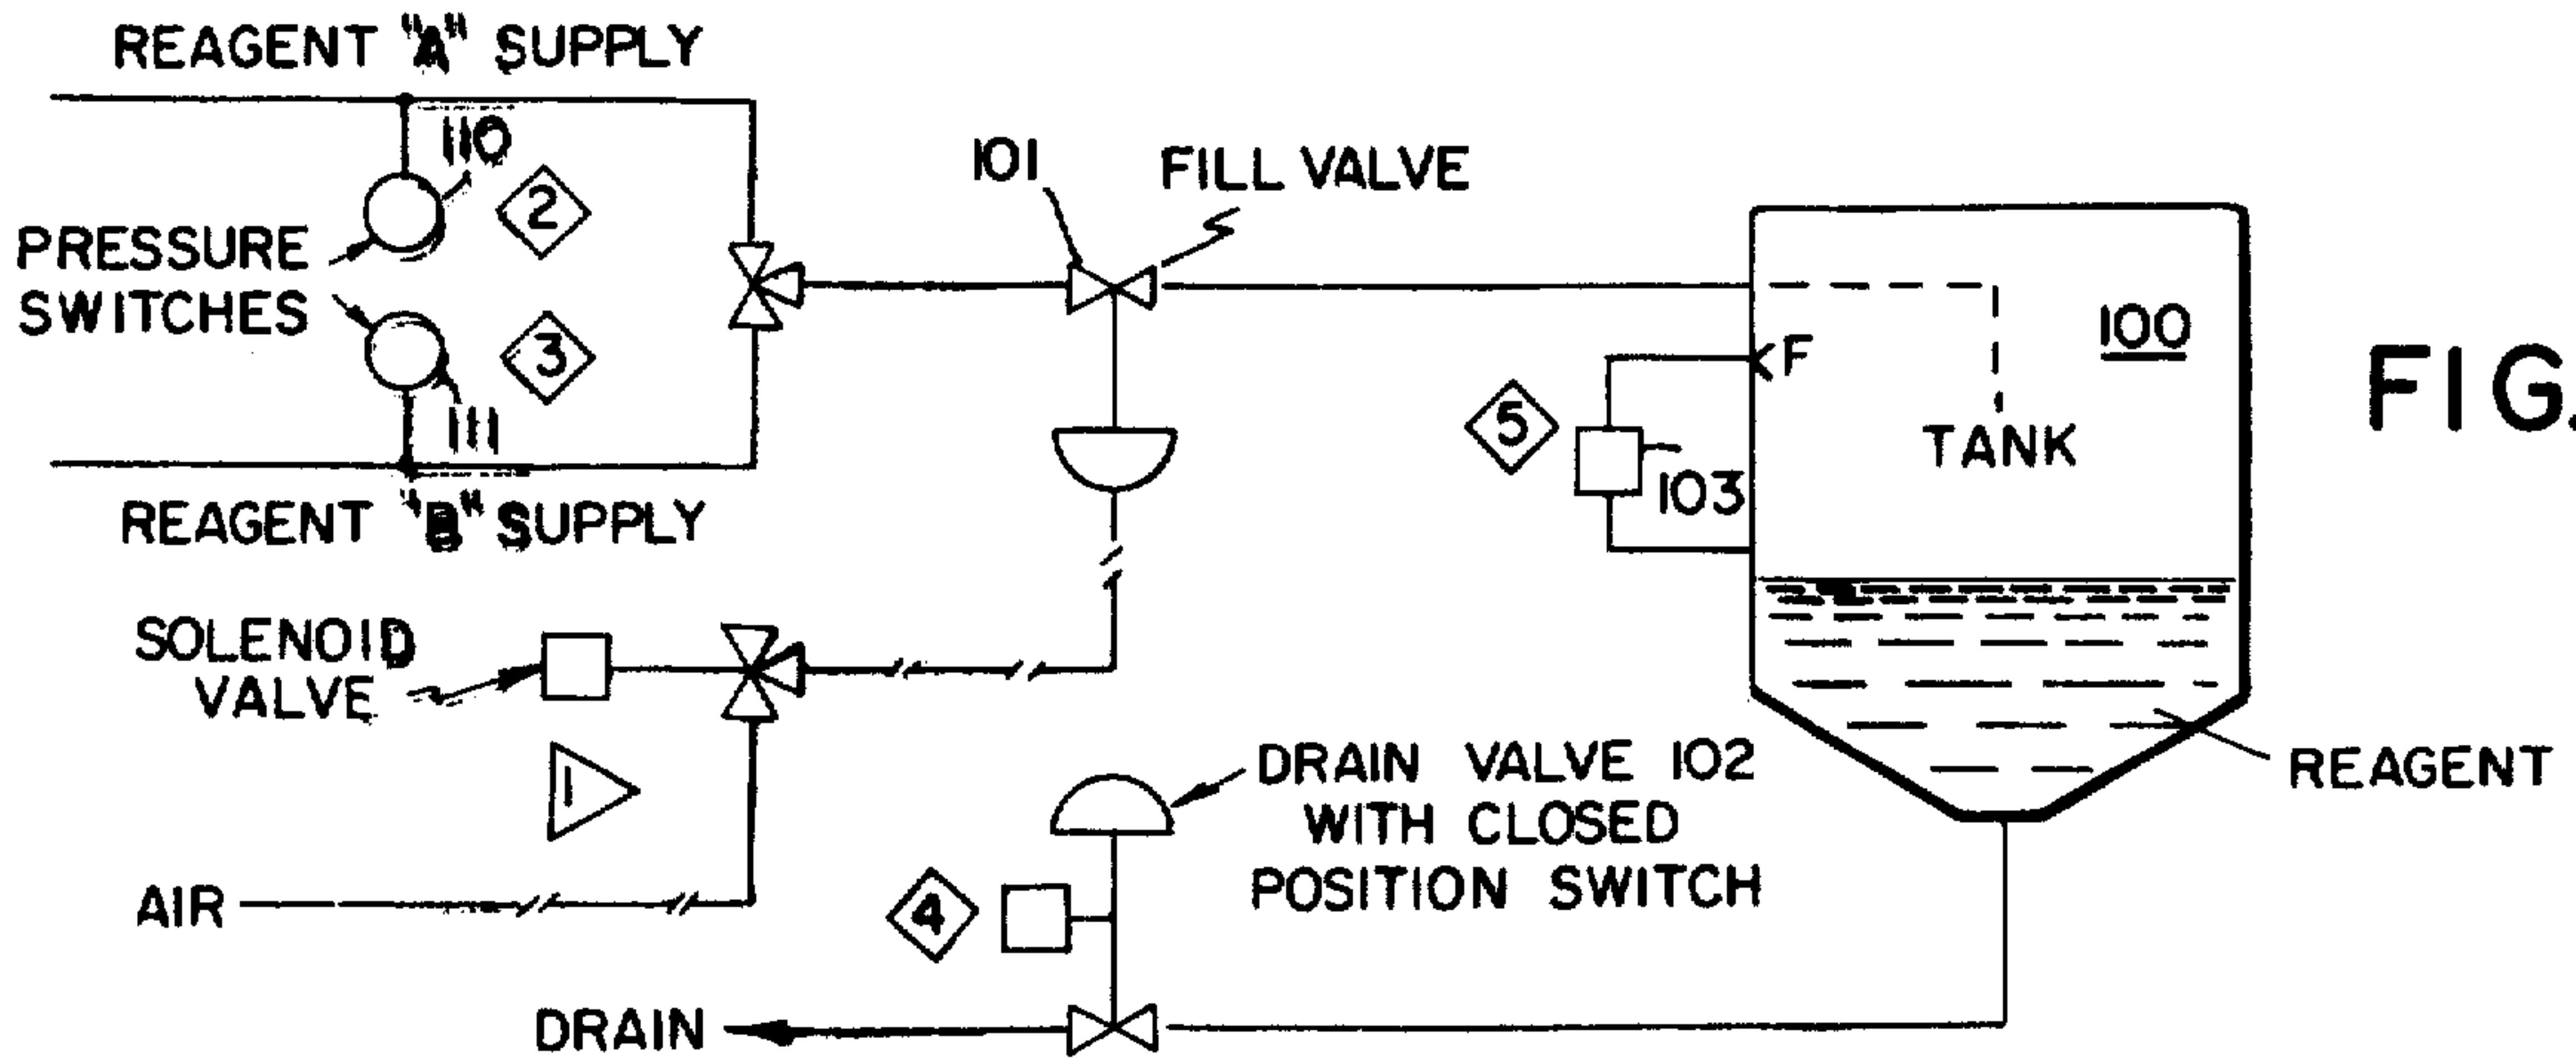 REAGENT "A" SUPPLY
110
2
PRESSURE
SWITCHES
3
111
REAGENT "B" SUPPLY
101
FILL VALVE
100
F
5
TANK
103
FIG.
SOLENOID
VALVE
1
AIR
DRAIN VALVE 102
WITH CLOSED
POSITION SWITCH
4
REAGENT
DRAIN